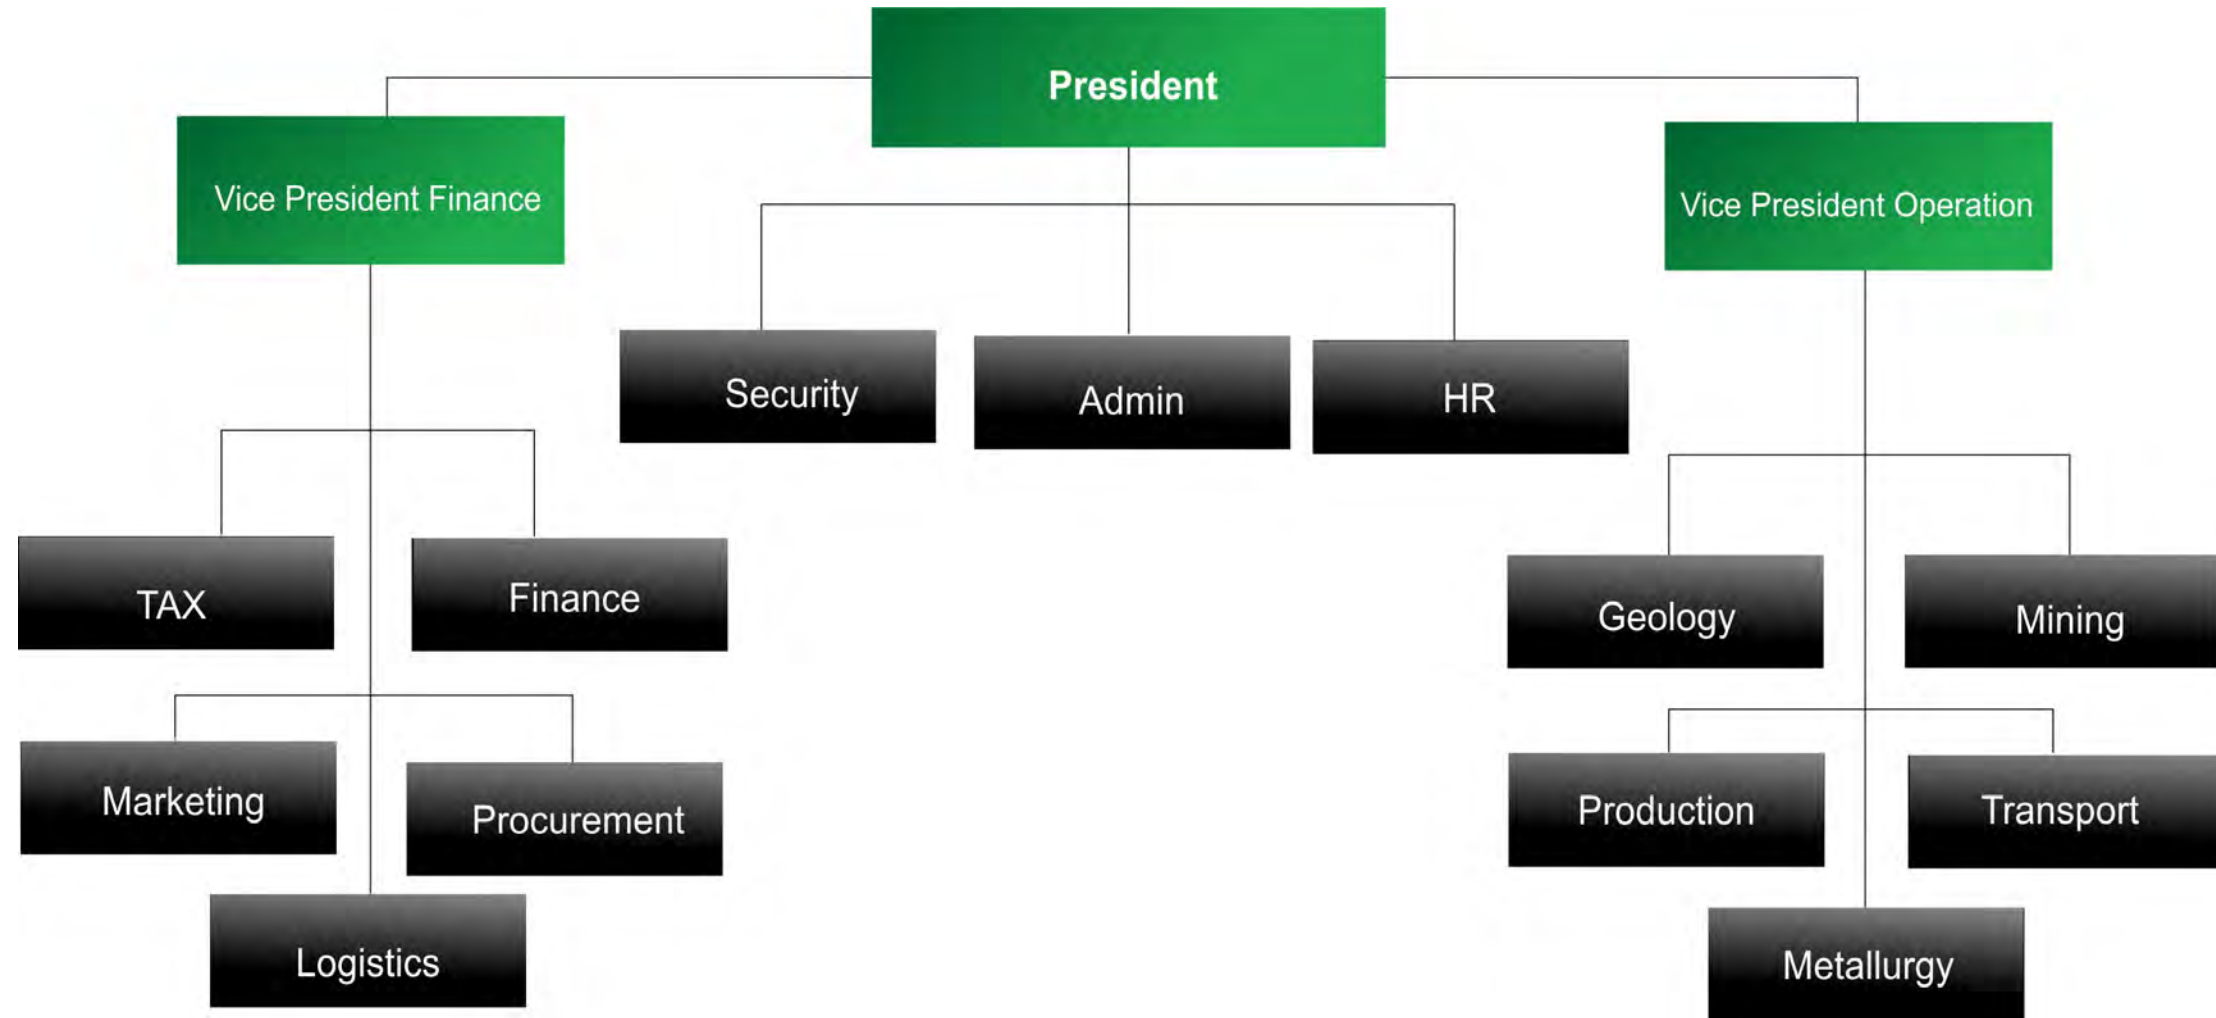 President
Vice President Finance
Vice President Operation
Security
Admin
HR
TAX
Finance
Geology
Mining
Marketing
Procurement
Production
Transport
Logistics
Metallurgy